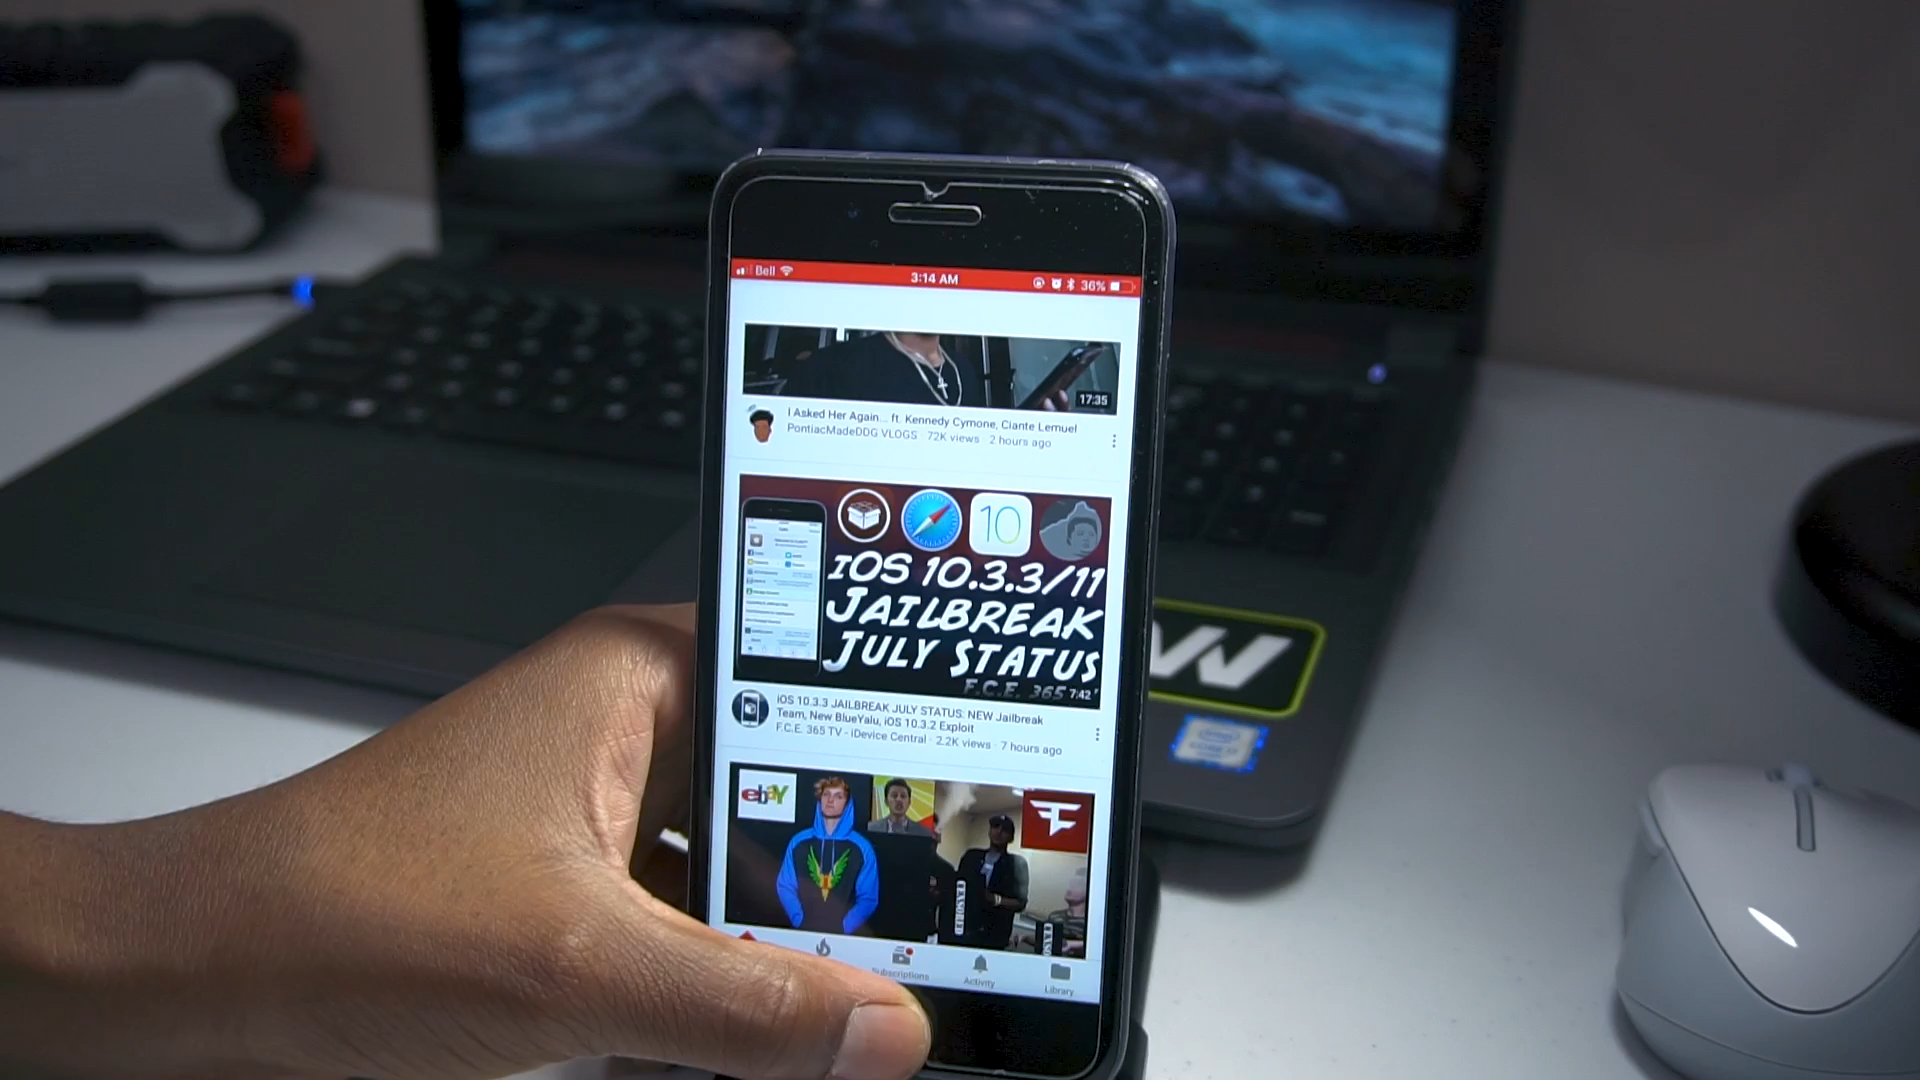 Bell
3:14 AM
36%
17:35
I Asked Her Again... ft. Kennedy Cymone, Ciante Lemuel
PontiacMadeDDG VLOGS · 72K views · 2 hours ago
10
iOS 10.3.3/11
JAILBREAK
JULY STATUS
F.C.E. 365
7:42
iOS 10.3.3 JAILBREAK JULY STATUS: NEW Jailbreak
Team, New BlueYalu, iOS 10.3.2 Exploit
F.C.E. 365 TV - iDevice Central · 2.2K views · 7 hours ago
ebay
CENSORED
Subscriptions
Activity
Library